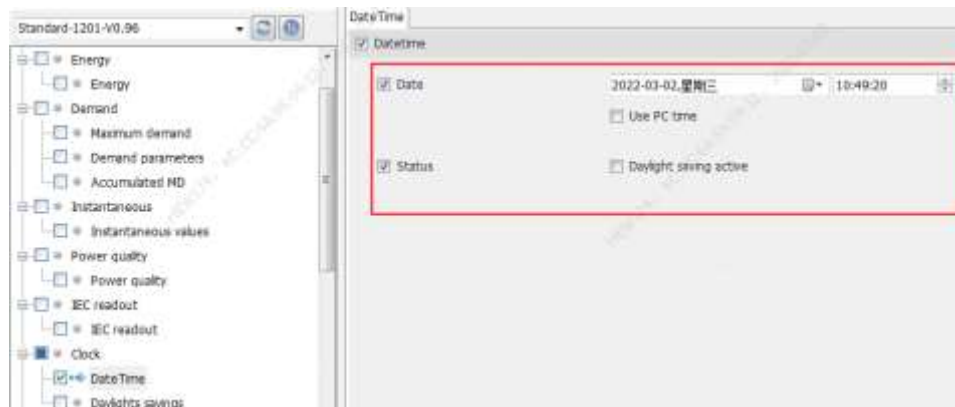 Standard-1201-V0.96
Energy
Energy
Demand
Maximum demand
Demand parameters
Accumulated MD
Instantaneous
Instantaneous values
Power quality
Power quality
IEC readout
IEC readout
Clock
DateTime
Daylights savings
DateTime
Datetime
Date
2022-03-02,星期三
10:49:20
Use PC time
Status
Daylight saving active